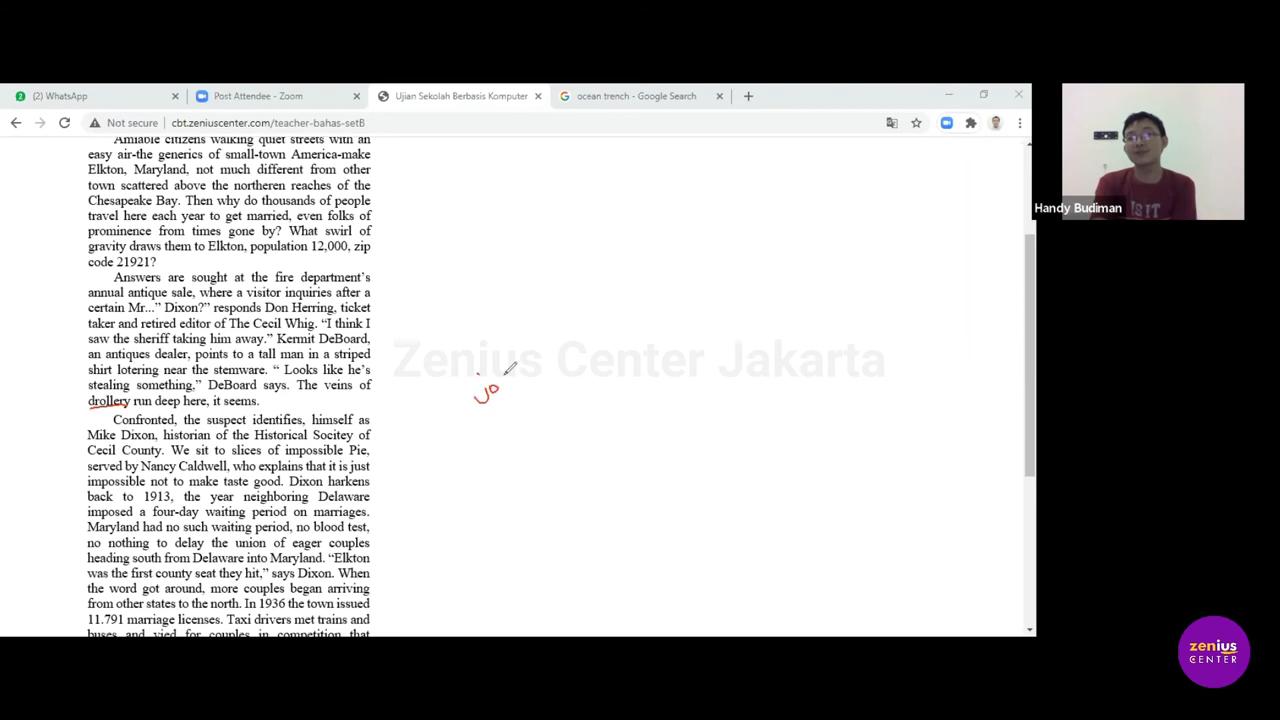 (2) WhatsApp
Post Attendee - Zoom
Ujian Sekolah Berbasis Komputer
ocean trench - Google Search
Not secure
cbt.zeniuscenter.com/teacher-bahas-setB
Amiable citizens walking quiet streets with an
easy air-the generics of small-town America-make
Elkton, Maryland, not much different from other
town scattered above the northeren reaches of the
Chesapeake Bay. Then why do thousands of people
travel here each year to get married, even folks of
prominence from times gone by? What swirl of
gravity draws them to Elkton, population 12,000, zip
code 21921?
Answers are sought at the fire department's
annual antique sale, where a visitor inquiries after a
certain Mr...” Dixon?” responds Don Herring, ticket
taker and retired editor of The Cecil Whig. “I think I
saw the sheriff taking him away.” Kermit DeBoard,
an antiques dealer, points to a tall man in a striped
shirt lotering near the stemware. “ Looks like he's
stealing something,” DeBoard says. The veins of
drollery run deep here, it seems.
Confronted, the suspect identifies, himself as
Mike Dixon, historian of the Historical Socitey of
Cecil County. We sit to slices of impossible Pie,
served by Nancy Caldwell, who explains that it is just
impossible not to make taste good. Dixon harkens
back to 1913, the year neighboring Delaware
imposed a four-day waiting period on marriages.
Maryland had no such waiting period, no blood test,
no nothing to delay the union of eager couples
heading south from Delaware into Maryland. “Elkton
was the first county seat they hit,” says Dixon. When
the word got around, more couples began arriving
from other states to the north. In 1936 the town issued
11.791 marriage licenses. Taxi drivers met trains and
buses and vied for couples in competition that
Zenius Center Jakarta
jo
Handy Budiman
zenius
CENTER